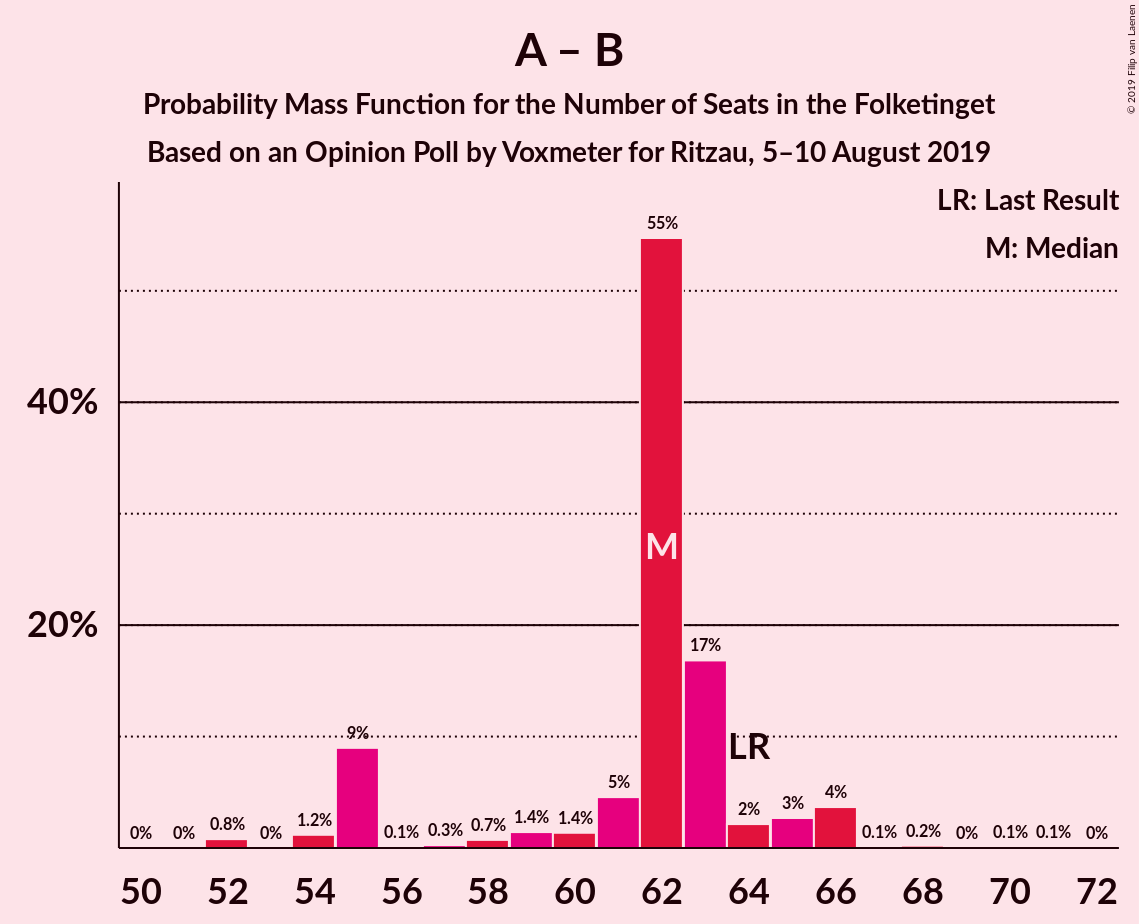 A – B
Probability Mass Function for the Number of Seats in the Folketinget
Based on an Opinion Poll by Voxmeter for Ritzau, 5–10 August 2019
© 2019 Filip van Laenen
LR: Last Result
M: Median
40%
20%
0% 0% 0.8% 0% 1.2% 9% 0.1% 0.3% 0.7% 1.4% 1.4% 5% 55% 17% 2% 3% 4% 0.1% 0.2% 0% 0.1% 0.1% 0%
M
LR
50 52 54 56 58 60 62 64 66 68 70 72